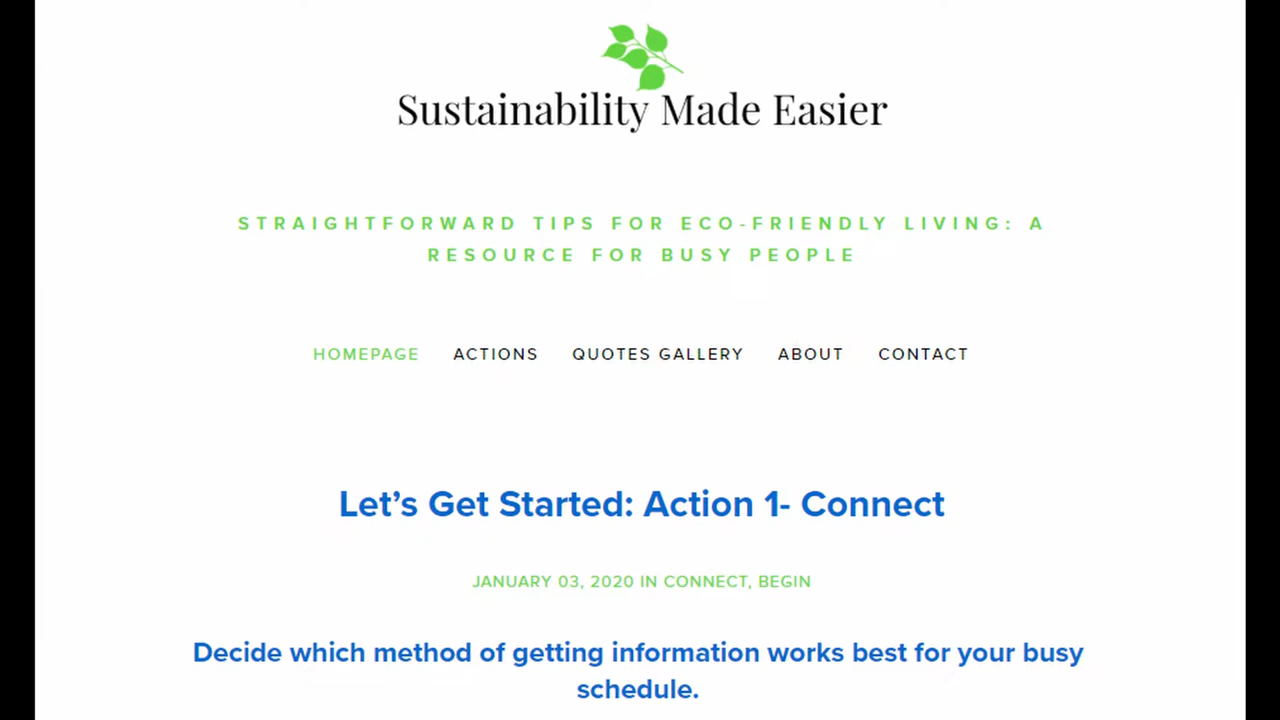 Sustainability Made Easier
STRAIGHTFORWARD TIPS FOR ECO-FRIENDLY LIVING: A
RESOURCE FOR BUSY PEOPLE
HOMEPAGE ACTIONS QUOTES GALLERY ABOUT CONTACT
Let’s Get Started: Action 1- Connect
JANUARY 03, 2020 IN CONNECT, BEGIN
Decide which method of getting information works best for your busy
schedule.